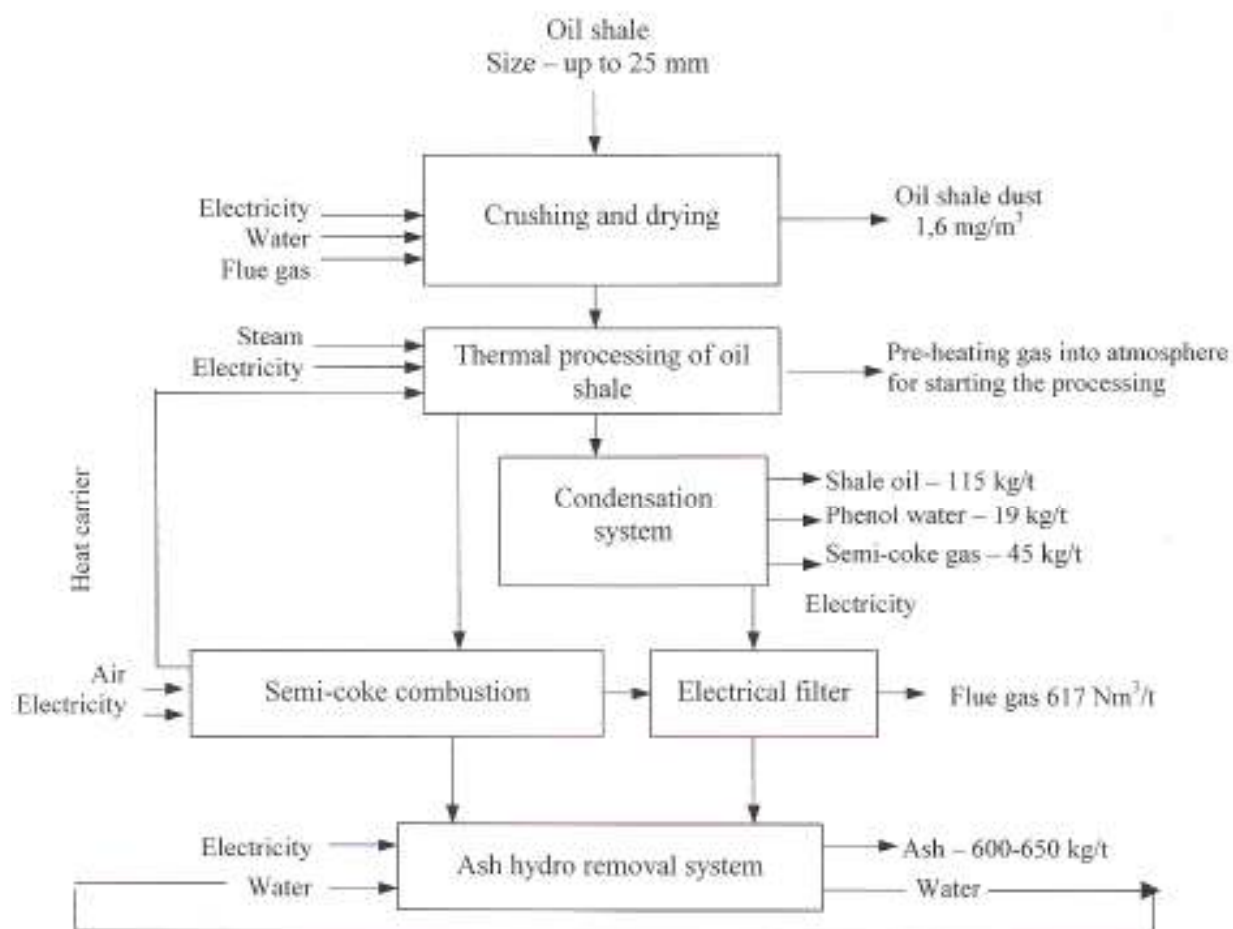 Oil shale
Size – up to 25 mm
Electricity
Water
Flue gas
Crushing and drying
Oil shale dust
1,6 mg/m³
Steam
Electricity
Thermal processing of oil
shale
Pre-heating gas into atmosphere
for starting the processing
Heat carrier
Condensation
system
Shale oil – 115 kg/t
Phenol water – 19 kg/t
Semi-coke gas – 45 kg/t
Electricity
Air
Electricity
Semi-coke combustion
Electrical filter
Flue gas 617 Nm³/t
Electricity
Water
Ash hydro removal system
Ash – 600-650 kg/t
Water